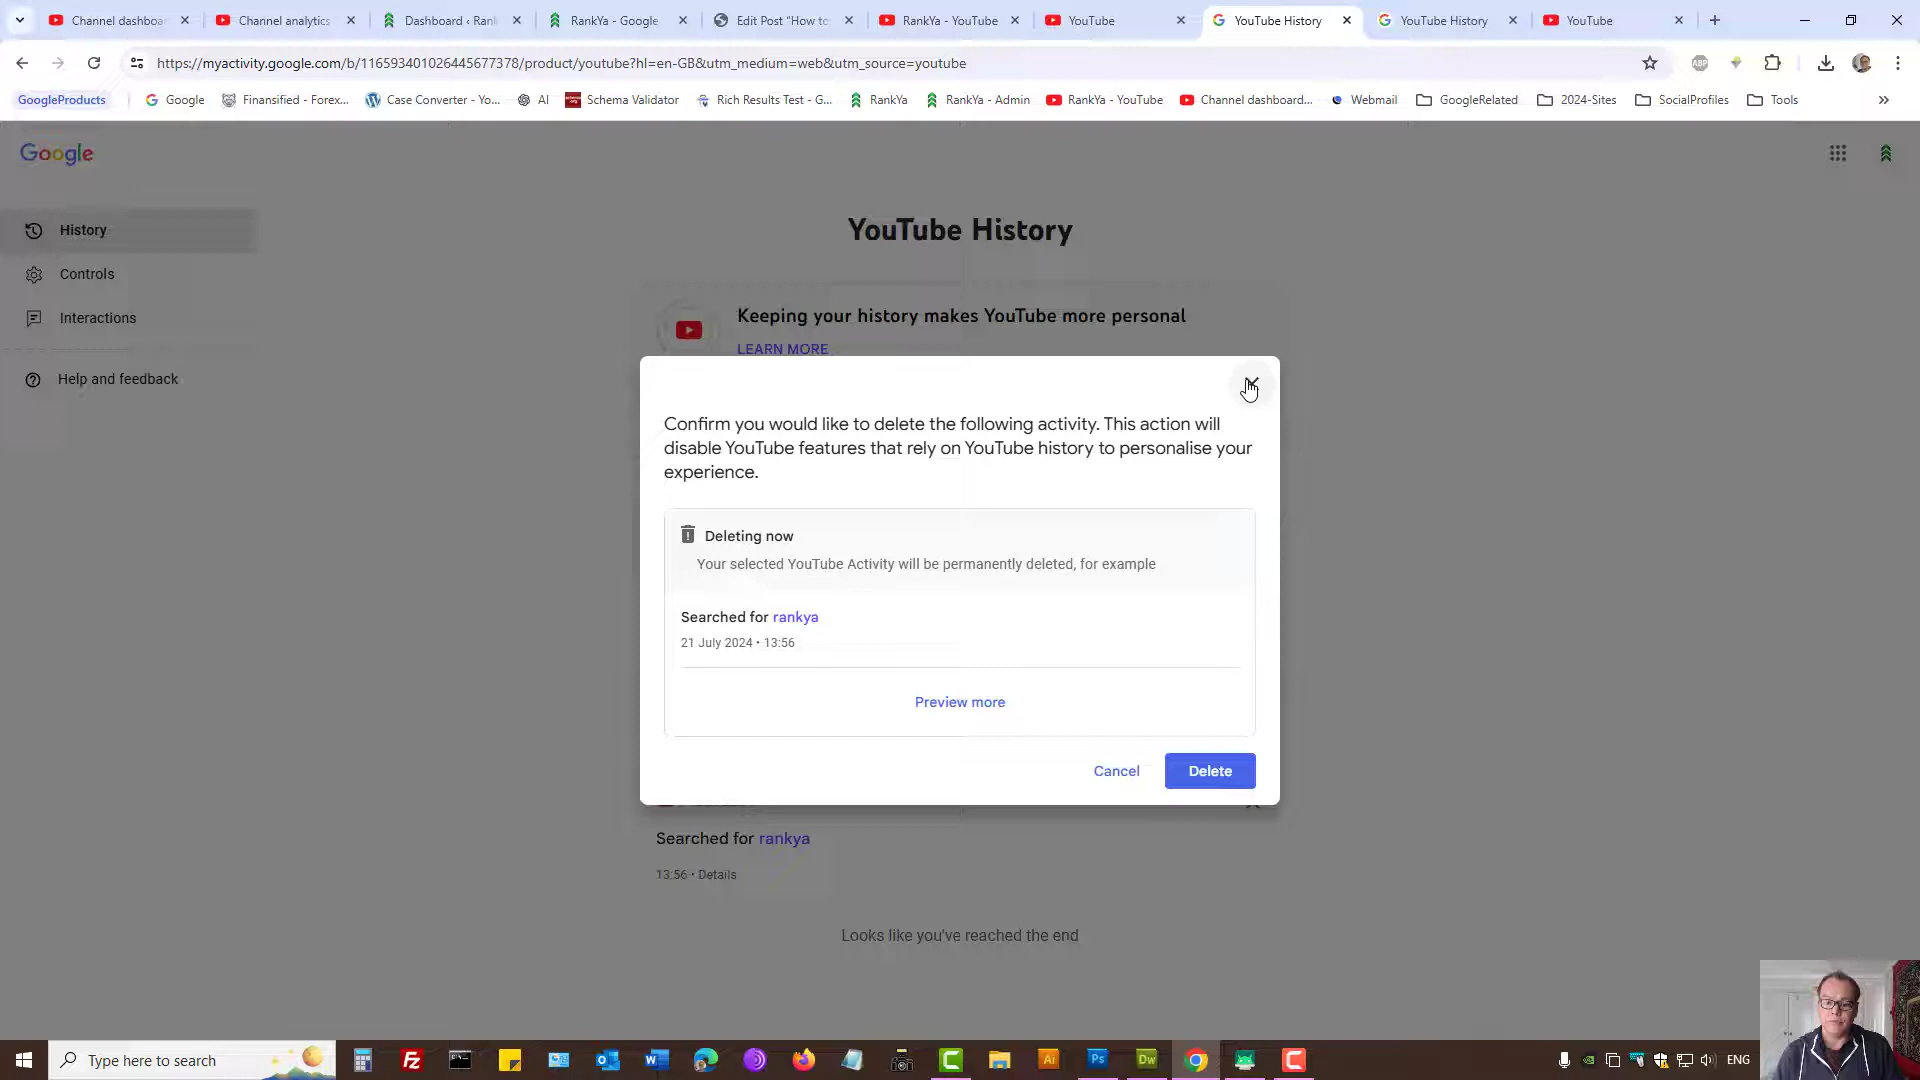 Channel dashboa
Channel analytics
Dashboard ‹ Rank
RankYa - Google
Edit Post "How to
RankYa - YouTube
YouTube
YouTube History
YouTube History
YouTube
https://myactivity.google.com/b/116593401026445677378/product/youtube?hl=en-GB&utm_medium=web&utm_source=youtube
ABP
GoogleProducts
Google
Finansified - Forex...
Case Converter - Yo...
AI
Schema Validator
Rich Results Test - G...
RankYa
RankYa - Admin
RankYa - YouTube
Channel dashboard...
Webmail
GoogleRelated
2024-Sites
SocialProfiles
Tools
Google
History
Controls
Interactions
Help and feedback
YouTube History
Keeping your history makes YouTube more personal
LEARN MORE
Confirm you would like to delete the following activity. This action will
disable YouTube features that rely on YouTube history to personalise your
experience.
Deleting now
Your selected YouTube Activity will be permanently deleted, for example
Searched for rankya
21 July 2024 • 13:56
Preview more
Cancel
Delete
Searched for rankya
13:56 • Details
Looks like you've reached the end
Type here to search
Ai
Ps
Dw
ENG